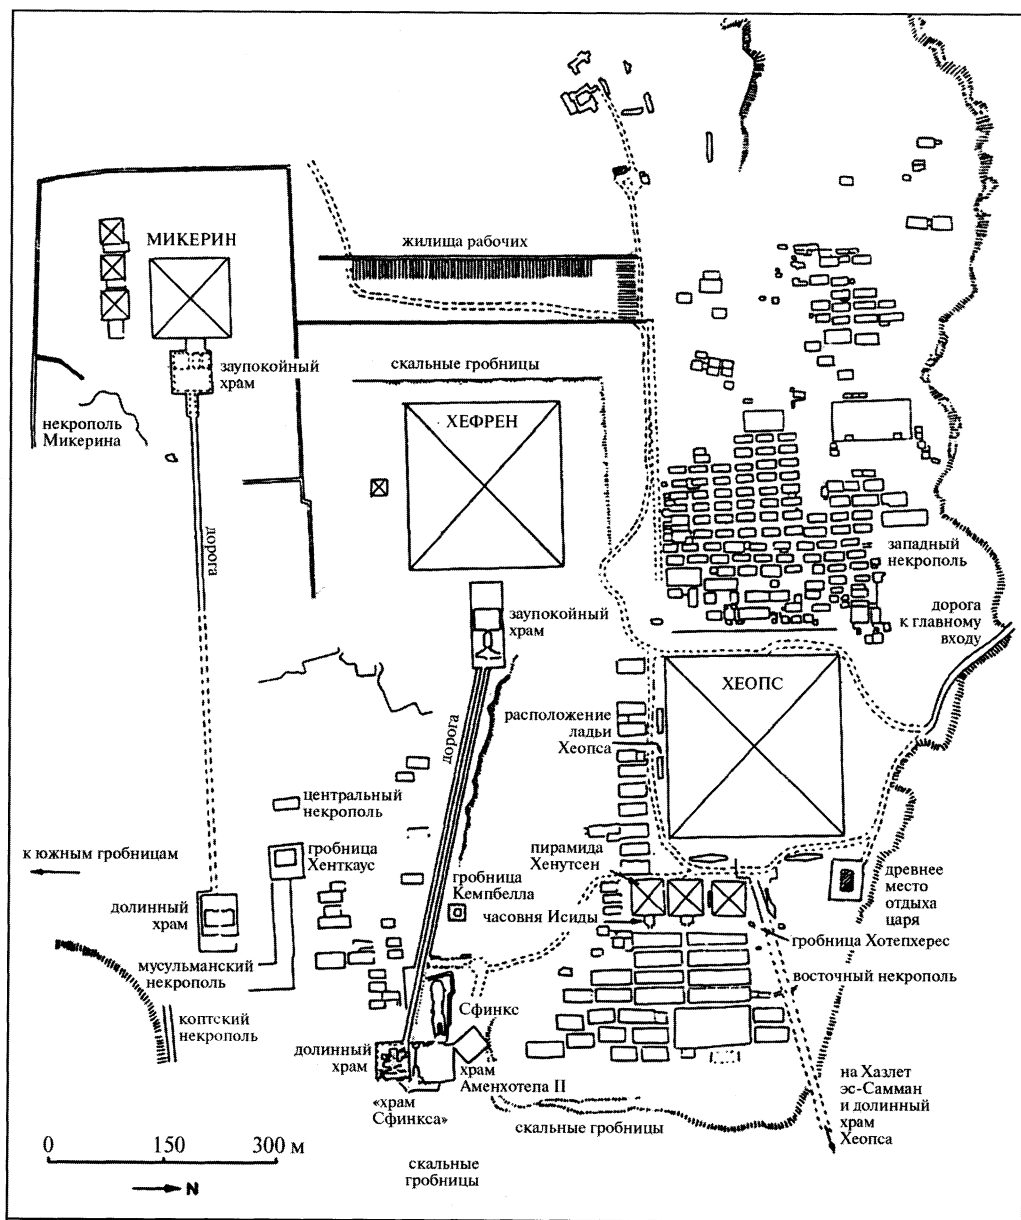 МИКЕРИН
жилища рабочих
заупокойный
храм
скальные гробницы
некрополь
Микерина
ХЕФРЕН
дорога
западный
некрополь
заупокойный
храм
дорога
к главному
входу
ХЕОПС
расположение
ладьи
Хеопса
дорога
центральный
некрополь
гробница
Хенткаус
к южным гробницам
пирамида
Хенутсен
гробница
Кемпбелла
часовня Исиды
древнее
место
отдыха
царя
долинный
храм
гробница Хотепхерес
мусульманский
некрополь
восточный некрополь
коптский
некрополь
Сфинкс
долинный
храм
храм
Аменхотепа II
«храм
Сфинкса»
на Хазлет
эс-Самман
и долинный
храм
Хеопса
скальные гробницы
0 150 300 м
скальные
гробницы
N